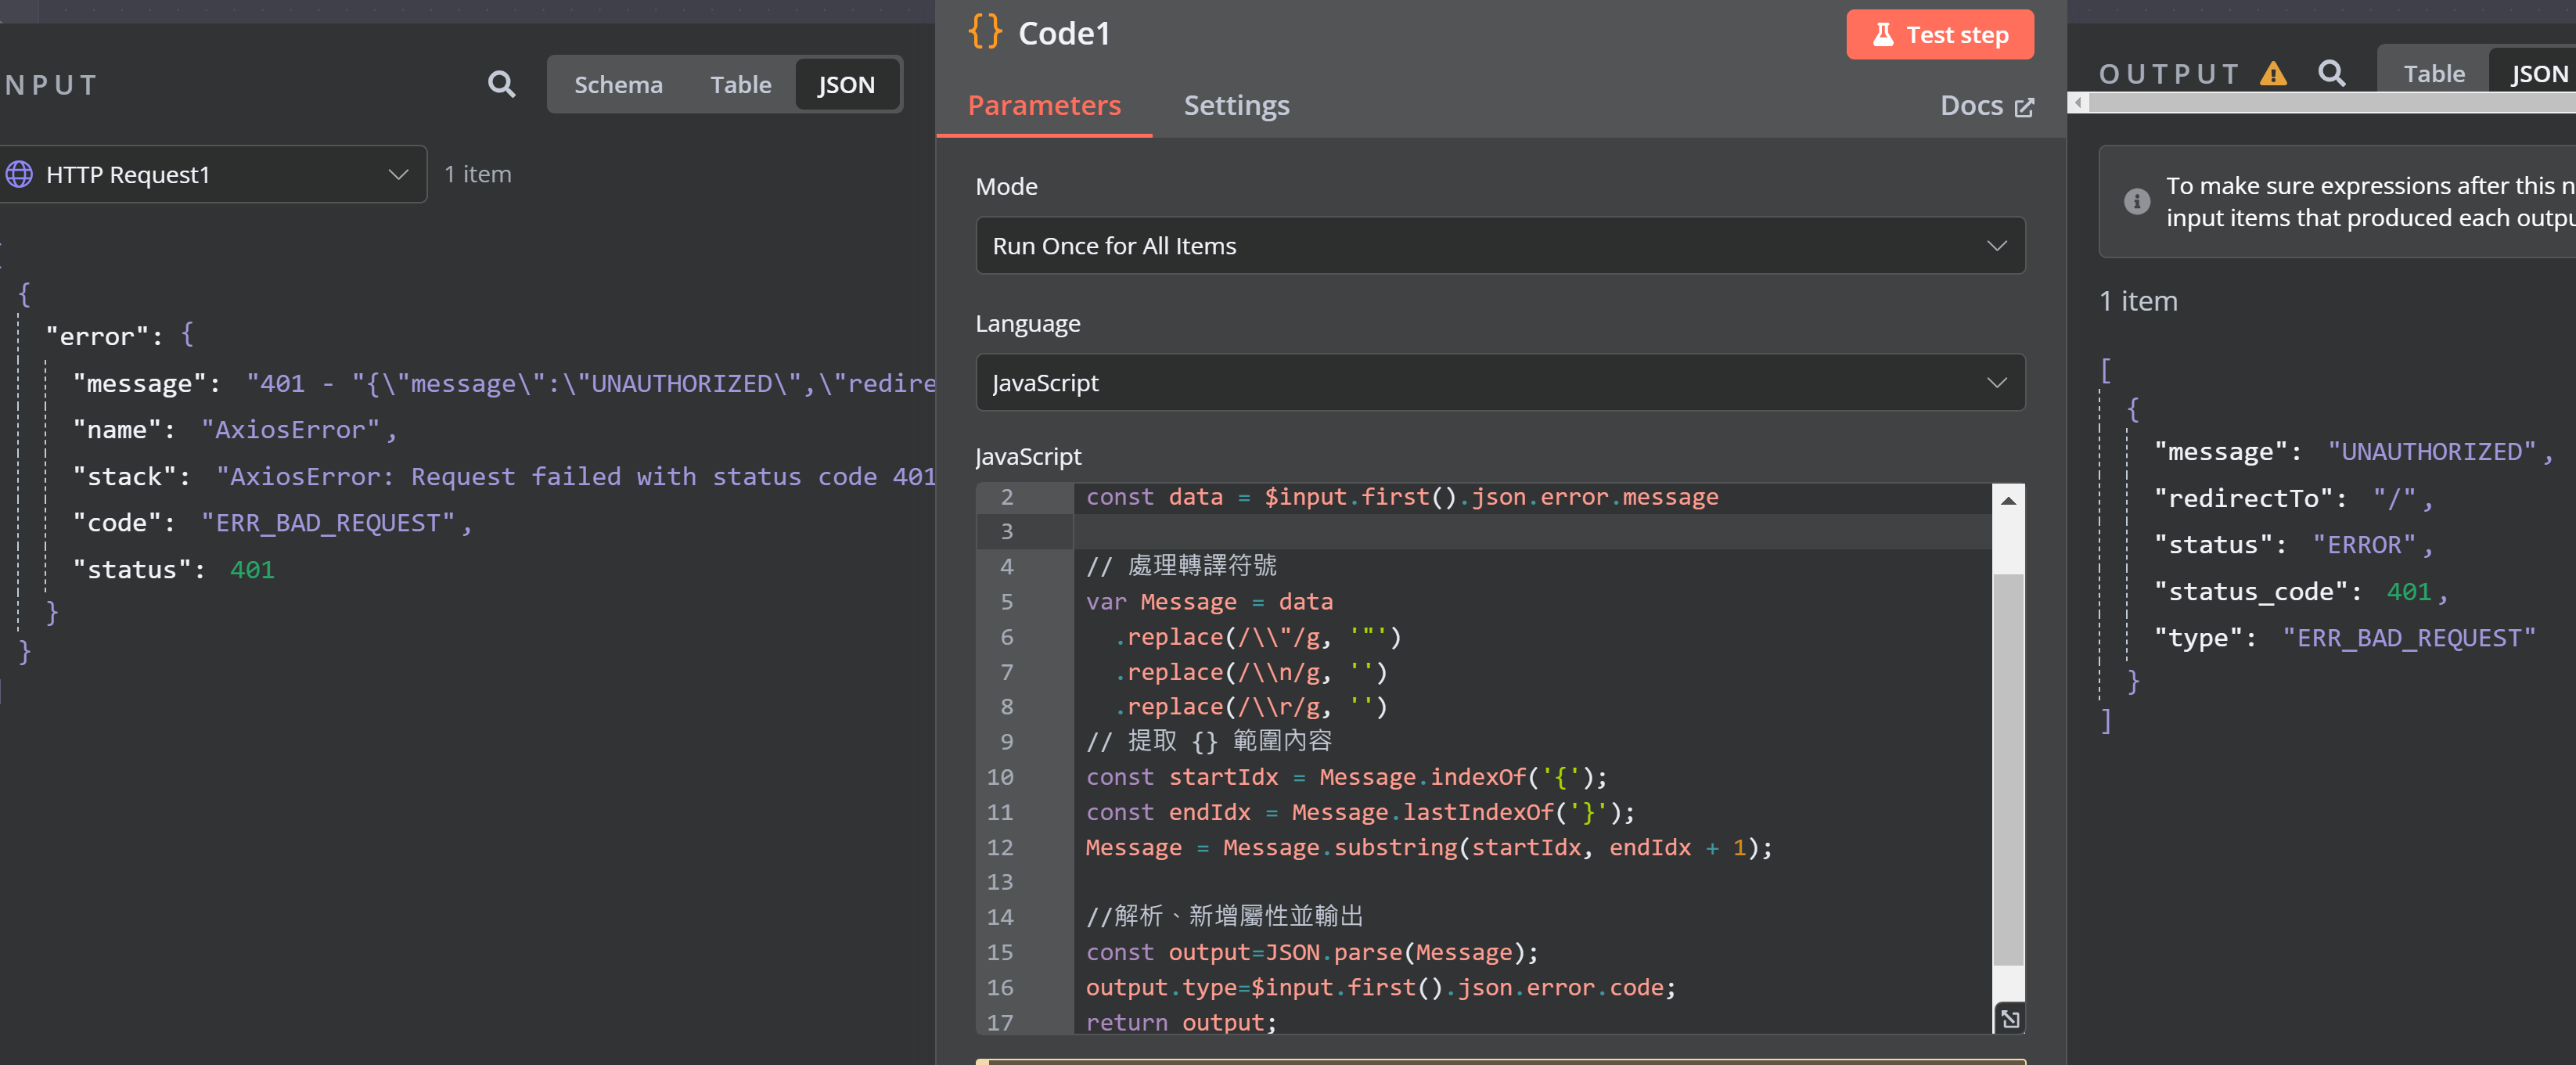 NPUT
Schema
Table
JSON
HTTP Request1
1 item
{
"error": {
"message": "401 - "{\"message\":\"UNAUTHORIZED\",\"redire
"name": "AxiosError",
"stack": "AxiosError: Request failed with status code 401
"code": "ERR_BAD_REQUEST",
"status": 401
}
}
Code1
Test step
Parameters
Settings
Docs
Mode
Run Once for All Items
Language
JavaScript
JavaScript
2 const data = $input.first().json.error.message
3
4 // 處理轉譯符號
5 var Message = data
6 .replace(/\\"/g, '"')
7 .replace(/\\n/g, '')
8 .replace(/\\r/g, '')
9 // 提取 {} 範圍內容
10 const startIdx = Message.indexOf('{');
11 const endIdx = Message.lastIndexOf('}');
12 Message = Message.substring(startIdx, endIdx + 1);
13
14 //解析、新增屬性並輸出
15 const output=JSON.parse(Message);
16 output.type=$input.first().json.error.code;
17 return output;
OUTPUT
Table
JSON
To make sure expressions after this n
input items that produced each outpu
1 item
[
{
"message": "UNAUTHORIZED",
"redirectTo": "/",
"status": "ERROR",
"status_code": 401,
"type": "ERR_BAD_REQUEST"
}
]